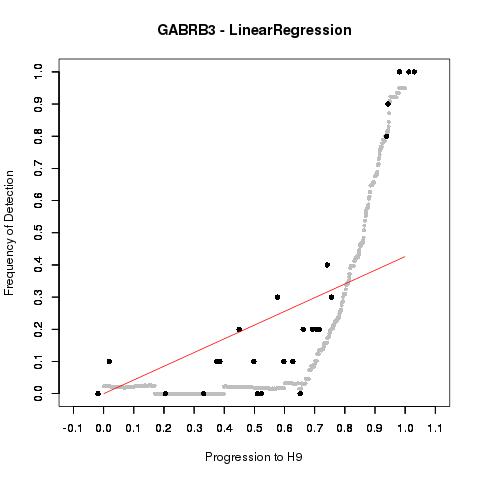 GABRB3 - LinearRegression
1.0
0.9
0.8
0.7
0.6
0.5
0.4
0.3
0.2
0.1
0.0
Frequency of Detection
-0.1 0.0 0.1 0.2 0.3 0.4 0.5 0.6 0.7 0.8 0.9 1.0 1.1
Progression to H9